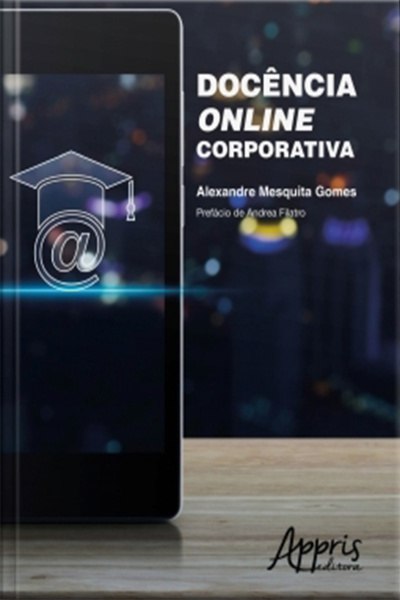 DOCÊNCIA
ONLINE
CORPORATIVA
Alexandre Mesquita Gomes
Prefácio de Andrea Filatro
@
Appris
editora